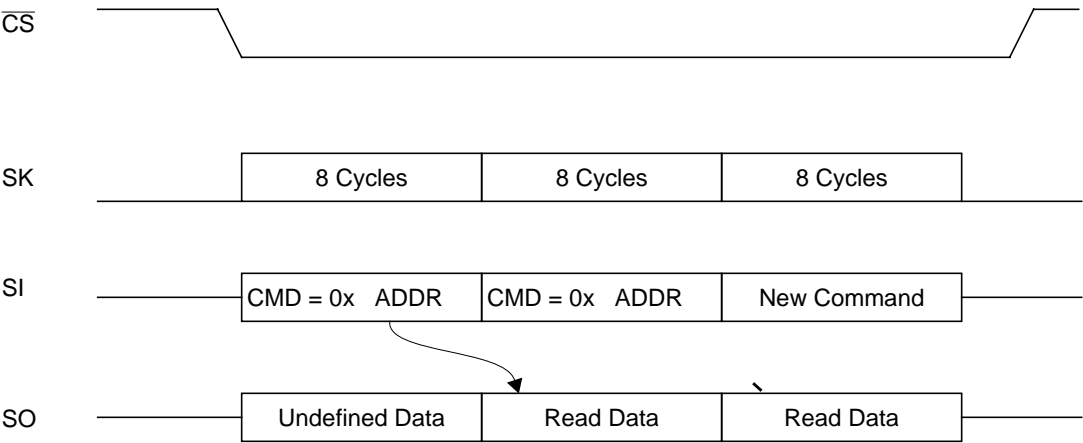 CS
SK 8 Cycles 8 Cycles 8 Cycles
SI CMD = 0x ADDR CMD = 0x ADDR New Command
SO Undefined Data Read Data Read Data